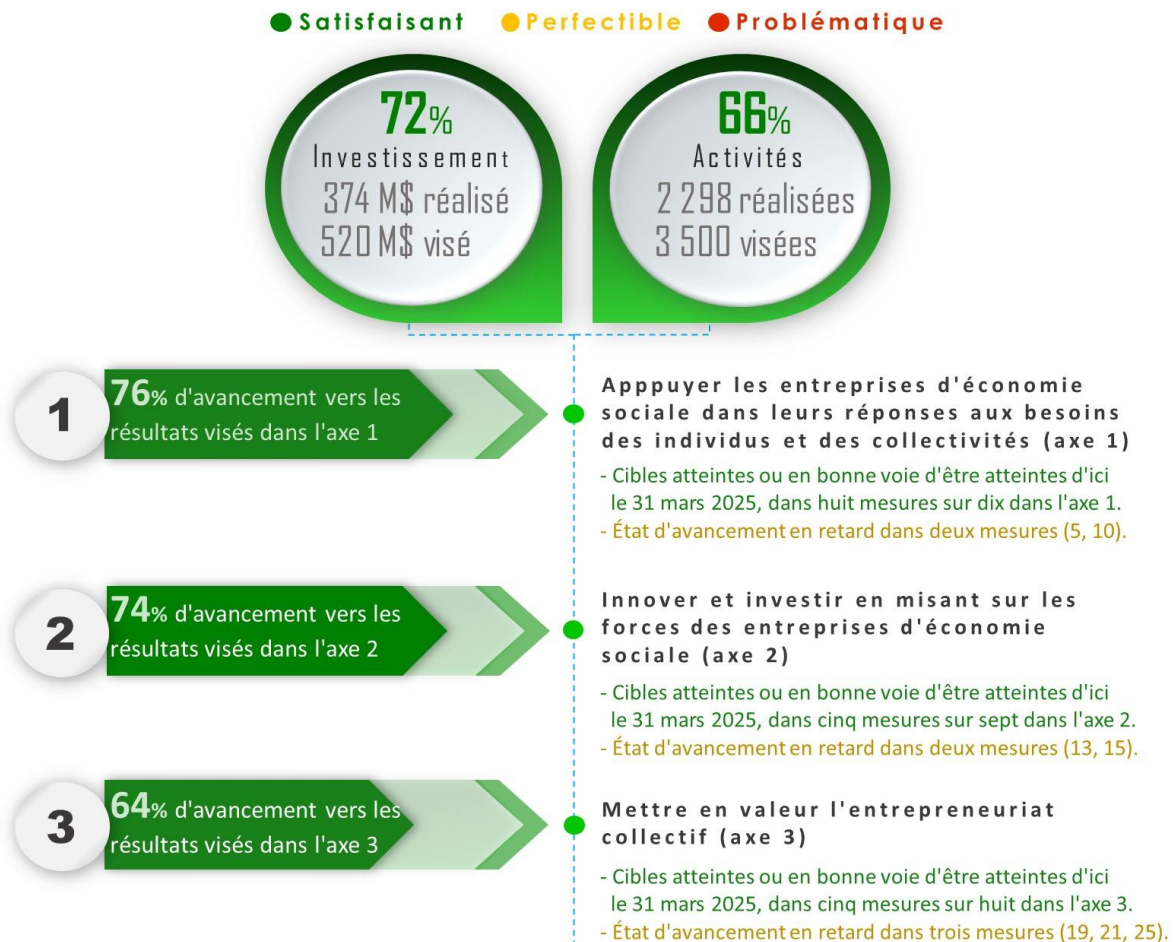 Satisfaisant Perfectible Problématique
72%
Investissement
374 M$ réalisé
520 M$ visé
66%
Activités
2 298 réalisées
3 500 visées
1
76% d'avancement vers les
résultats visés dans l'axe 1
Apppuyer les entreprises d'économie
sociale dans leurs réponses aux besoins
des individus et des collectivités (axe 1)
- Cibles atteintes ou en bonne voie d'être atteintes d'ici
le 31 mars 2025, dans huit mesures sur dix dans l'axe 1.
- État d'avancement en retard dans deux mesures (5, 10).
2
74% d'avancement vers les
résultats visés dans l'axe 2
Innover et investir en misant sur les
forces des entreprises d'économie
sociale (axe 2)
- Cibles atteintes ou en bonne voie d'être atteintes d'ici
le 31 mars 2025, dans cinq mesures sur sept dans l'axe 2.
- État d'avancement en retard dans deux mesures (13, 15).
3
64% d'avancement vers les
résultats visés dans l'axe 3
Mettre en valeur l'entrepreneuriat
collectif (axe 3)
- Cibles atteintes ou en bonne voie d'être atteintes d'ici
le 31 mars 2025, dans cinq mesures sur huit dans l'axe 3.
- État d'avancement en retard dans trois mesures (19, 21, 25).